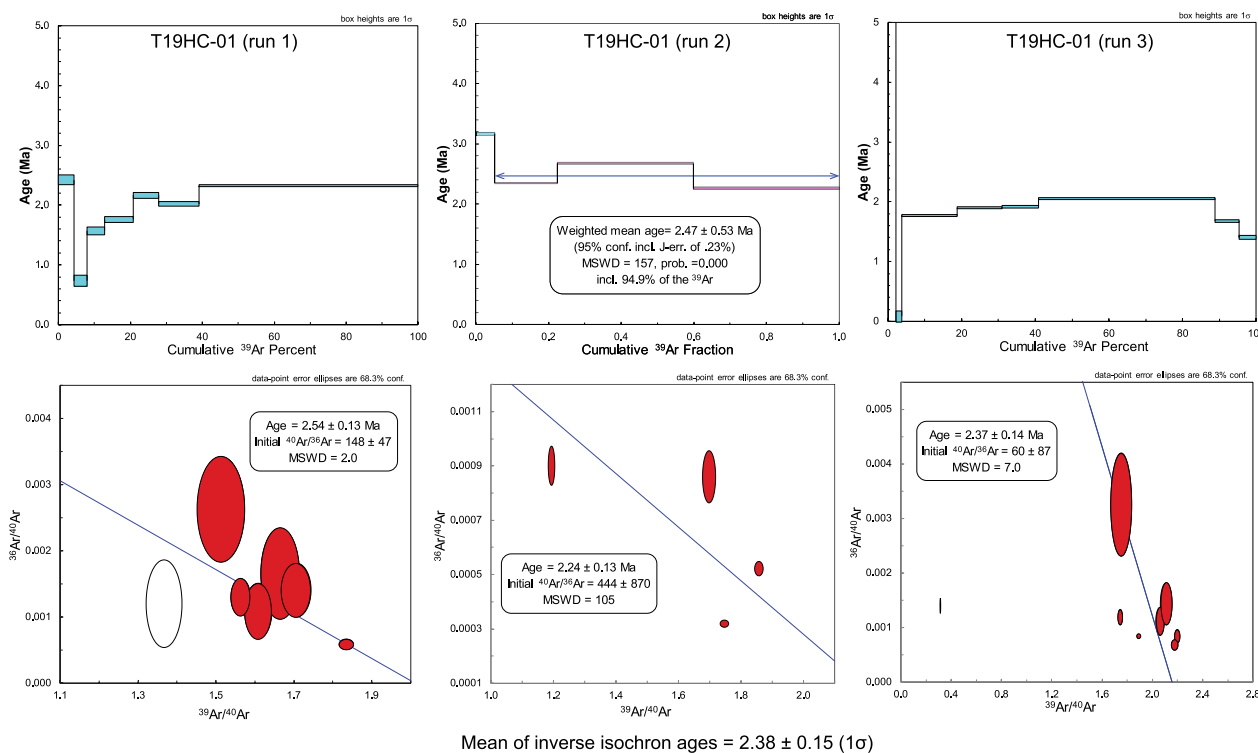 box heights are 1σ
T19HC-01 (run 1)
5.0
4.0
3.0
2.0
1.0
0.0
Age (Ma)
0
20
40
60
80
100
Cumulative ³⁹Ar Percent
box heights are 1σ
T19HC-01 (run 2)
5.0
4.0
3.0
2.0
1.0
0.0
Age (Ma)
Weighted mean age= 2.47 ± 0.53 Ma
(95% conf. incl. J-err. of .23%)
MSWD = 157, prob. =0.000
incl. 94.9% of the ³⁹Ar
0.0
0.2
0.4
0.6
0.8
1.0
Cumulative ³⁹Ar Fraction
box heights are 1σ
T19HC-01 (run 3)
5
4
3
2
1
0
Age (Ma)
0
20
40
60
80
100
Cumulative ³⁹Ar Percent
data-point error ellipses are 68.3% conf.
0.004
0.003
0.002
0.001
0.000
³⁶Ar/⁴⁰Ar
Age = 2.54 ± 0.13 Ma
Initial ⁴⁰Ar/³⁶Ar = 148 ± 47
MSWD = 2.0
1.1
1.3
1.5
1.7
1.9
³⁹Ar/⁴⁰Ar
data-point error ellipses are 68.3% conf.
0.0011
0.0009
0.0007
0.0005
0.0003
0.0001
³⁶Ar/⁴⁰Ar
Age = 2.24 ± 0.13 Ma
Initial ⁴⁰Ar/³⁶Ar = 444 ± 870
MSWD = 105
1.0
1.2
1.4
1.6
1.8
2.0
³⁹Ar/⁴⁰Ar
data-point error ellipses are 68.3% conf.
0.005
0.004
0.003
0.002
0.001
0.000
³⁶Ar/⁴⁰Ar
Age = 2.37 ± 0.14 Ma
Initial ⁴⁰Ar/³⁶Ar = 60 ± 87
MSWD = 7.0
0.0
0.4
0.8
1.2
1.6
2.0
2.4
2.8
³⁹Ar/⁴⁰Ar
Mean of inverse isochron ages = 2.38 ± 0.15 (1σ)